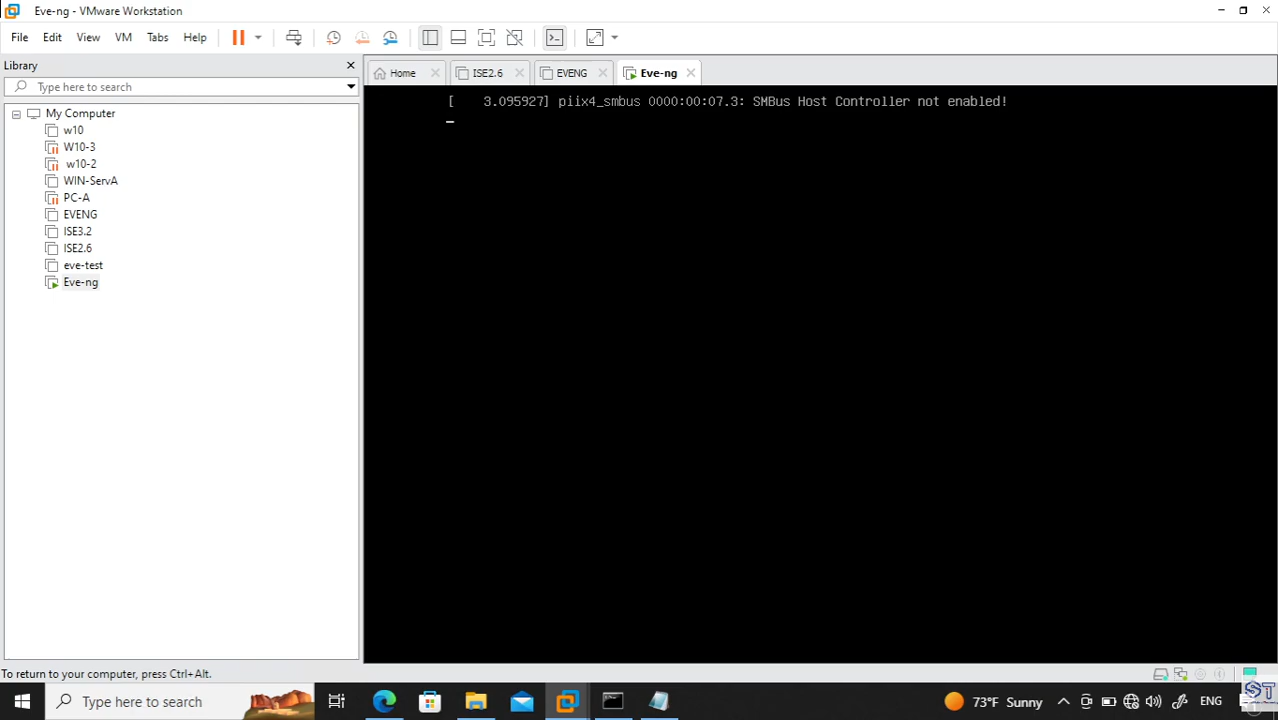 Eve-ng - VMware Workstation
File Edit View VM Tabs Help
Library
Type here to search
Home ISE2.6 EVENG Eve-ng
My Computer
w10
W10-3
w10-2
WIN-ServA
PC-A
EVENG
ISE3.2
ISE2.6
eve-test
Eve-ng
[ 3.095927] piix4_smbus 0000:00:07.3: SMBus Host Controller not enabled!
To return to your computer, press Ctrl+Alt.
Type here to search
73°F Sunny
ENG
ST